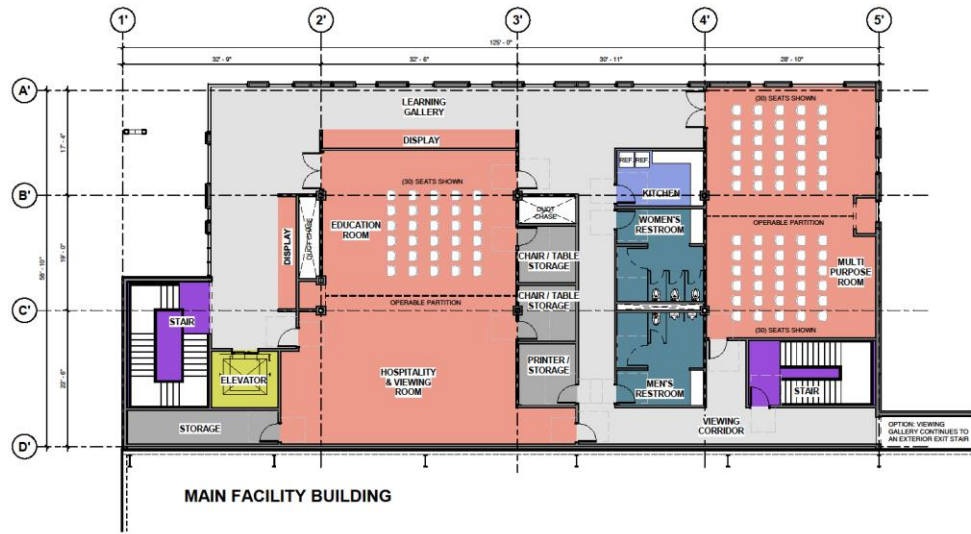 1' 2' 3' 4' 5'
125' - 0"
32' - 9" 32' - 6" 30' - 11" 28' - 10"
A'
B'
C'
D'
17' - 4"
19' - 0"
56' - 10"
LEARNING
GALLERY
DISPLAY
(30) SEATS SHOWN
EDUCATION
ROOM
DUCT CHASE
DISPLAY
OPERABLE PARTITION
HOSPITALITY
& VIEWING
ROOM
STAIR
ELEVATOR
STORAGE
DUCT
CHASE
CHAIR / TABLE
STORAGE
CHAIR / TABLE
STORAGE
PRINTER /
STORAGE
REF. REF.
KITCHEN
WOMEN'S
RESTROOM
MEN'S
RESTROOM
(30) SEATS SHOWN
OPERABLE PARTITION
MULTI
PURPOSE
ROOM
(30) SEATS SHOWN
STAIR
VIEWING
CORRIDOR
OPTION: VIEWING
GALLERY CONTINUES TO
AN EXTERIOR EXIT STAIR
MAIN FACILITY BUILDING